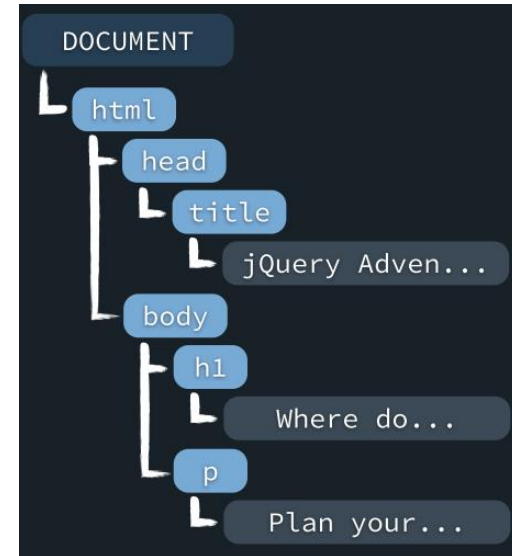 DOCUMENT
html
head
title
jQuery Adven...
body
h1
Where do...
p
Plan your...